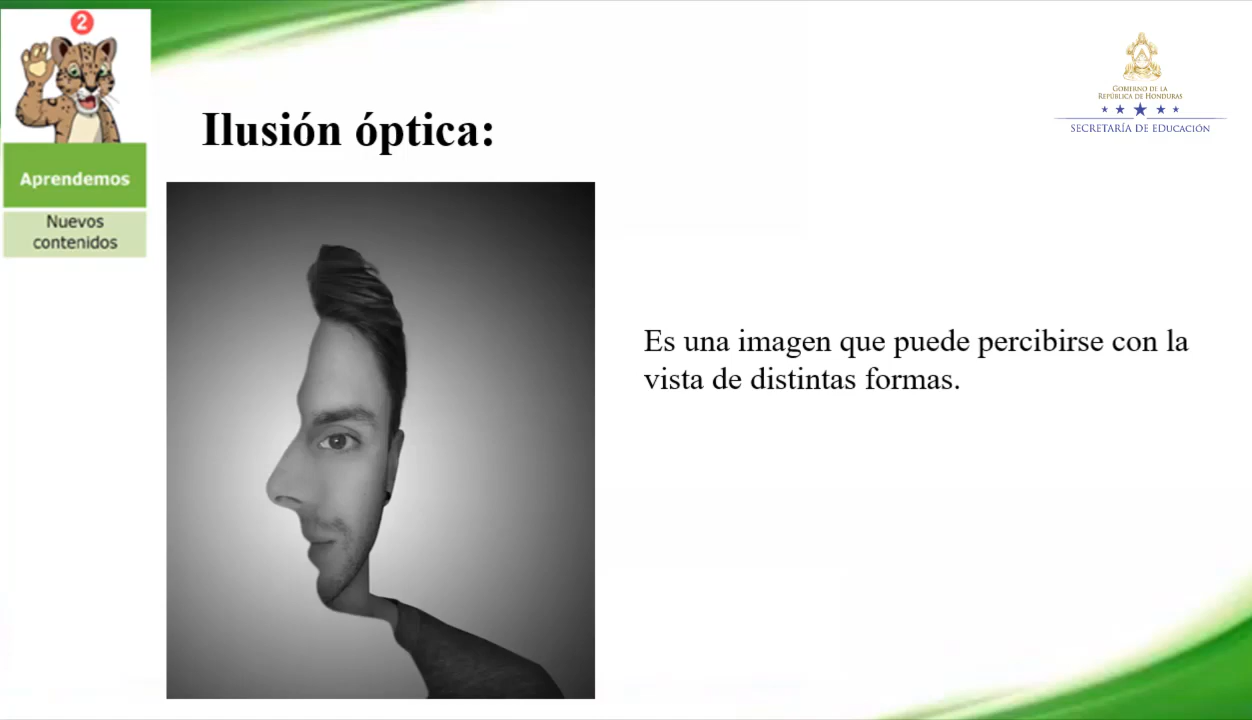 2
Aprendemos
Nuevos
contenidos
Ilusión óptica:
GOBIERNO DE LA
REPÚBLICA DE HONDURAS
SECRETARÍA DE EDUCACIÓN
Es una imagen que puede percibirse con la
vista de distintas formas.